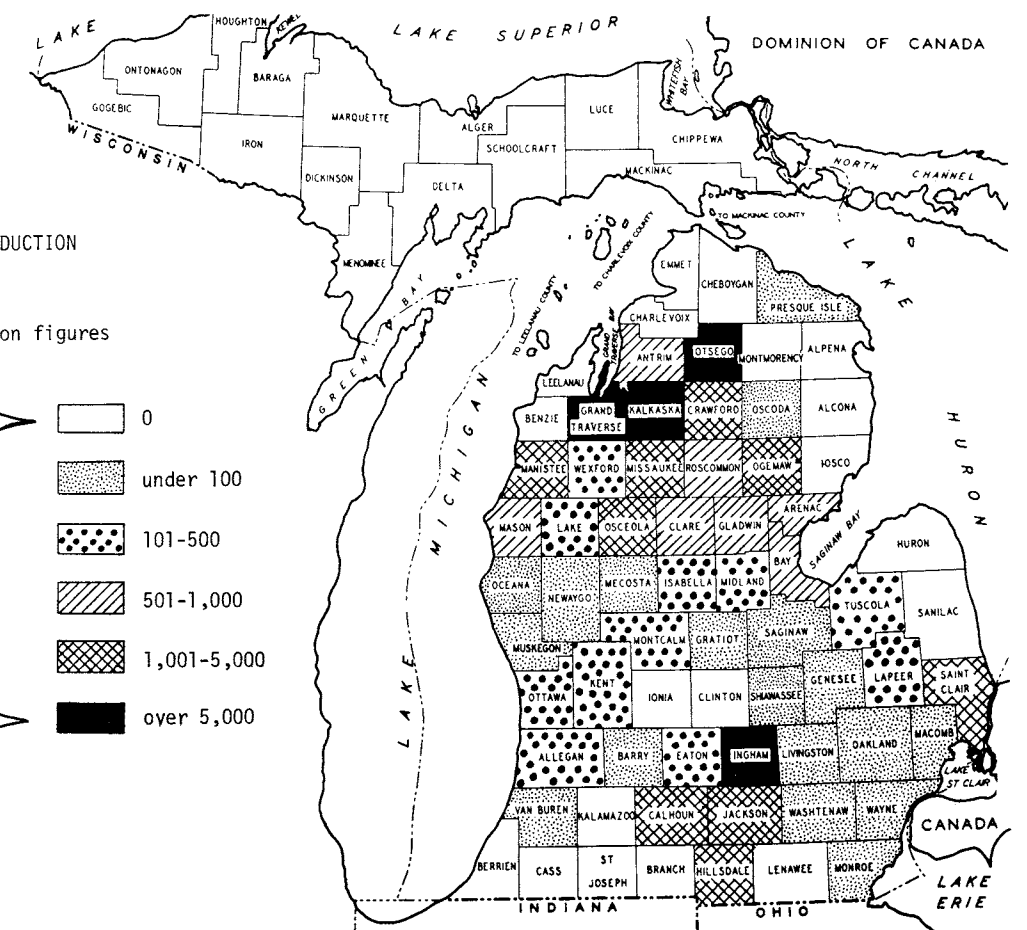 LAKE
HOUGHTON
KEWEE
LAKE SUPERIOR
DOMINION OF CANADA
ONTONAGON
BARAGA
WHITEFISH
BAY
GOGEBIC
MARQUETTE
LUCE
ALGER
WISCONSIN
IRON
SCHOOLCRAFT
CHIPPEWA
DICKINSON
DELTA
MACKINAC
NORTH
CHANNEL
TO MACKINAC COUNTY
DUCTION
MENOMINEE
TO CHARLEVOIX COUNTY
LAKE
EMMET
CHEBOYGAN
on figures
GREEN BAY
TO LEELANAU COUNTY
PRESQUE ISLE
CHARLEVOIX
GRAND
TRAVERSE
BAY
ANTRIM
OTSEGO
MONTMORENCY
ALPENA
LEELANAU
0
BENZIE
GRAND
TRAVERSE
KALKASKA
CRAWFORD
OSCODA
ALCONA
HURON
under 100
MANISTEE
WEXFORD
MISSAUKEE
ROSCOMMON
OGEMAW
IOSCO
101-500
MICHIGAN
MASON
LAKE
OSCEOLA
CLARE
GLADWIN
ARENAC
SAGINAW BAY
HURON
501-1,000
OCEANA
NEWAYGO
MECOSTA
ISABELLA
MIDLAND
BAY
TUSCOLA
SANILAC
1,001-5,000
LAKE
MUSKEGON
MONTCALM
GRATIOT
SAGINAW
OTTAWA
KENT
IONIA
CLINTON
SHIAWASSEE
GENESEE
LAPEER
SAINT
CLAIR
over 5,000
ALLEGAN
BARRY
EATON
INGHAM
LIVINGSTON
OAKLAND
MACOMB
LAKE
ST CLAIR
VAN BUREN
KALAMAZOO
CALHOUN
JACKSON
WASHTENAW
WAYNE
CANADA
BERRIEN
CASS
ST
JOSEPH
BRANCH
HILLSDALE
LENAWEE
MONROE
LAKE
ERIE
INDIANA
OHIO